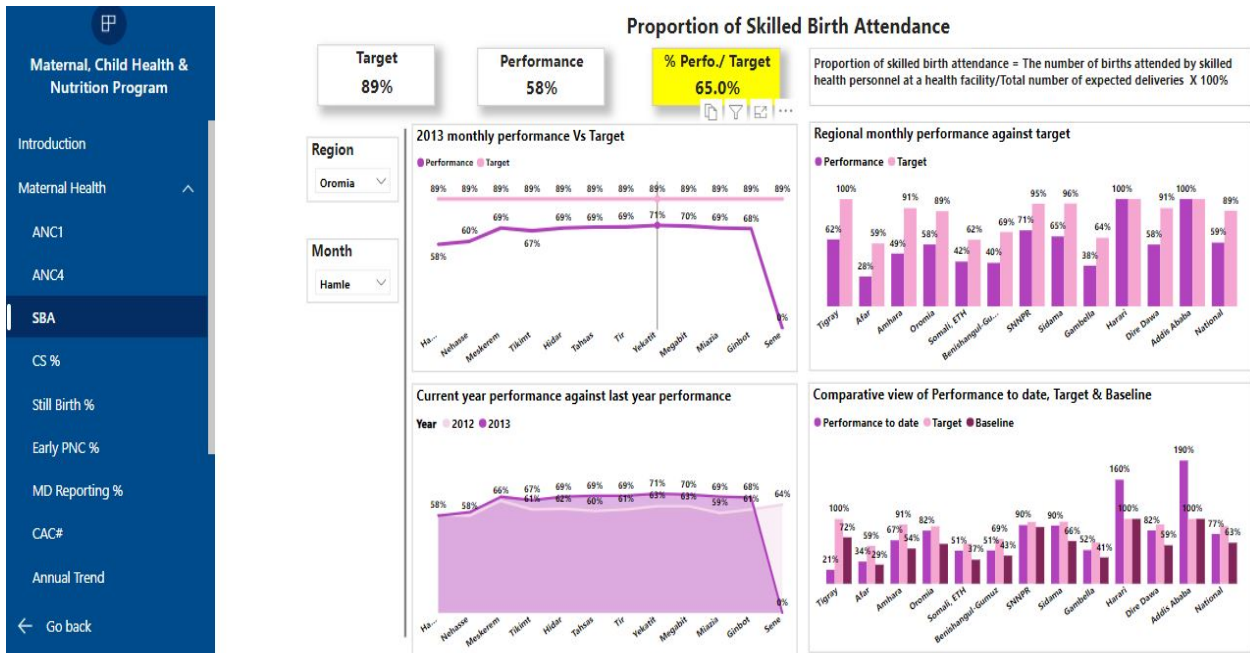 Maternal, Child Health &
Nutrition Program
Introduction
Maternal Health
ANC1
ANC4
SBA
CS %
Still Birth %
Early PNC %
MD Reporting %
CAC#
Annual Trend
Go back
Proportion of Skilled Birth Attendance
Target
89%
Performance
58%
% Perfo./ Target
65.0%
Proportion of skilled birth attendance = The number of births attended by skilled
health personnel at a health facility/Total number of expected deliveries X 100%
Region
Oromia
Month
Hamle
2013 monthly performance Vs Target
Performance Target
89% 89% 89% 89% 89% 89% 89% 89% 89% 89% 89% 89%
58% 60% 69% 67% 69% 69% 69% 71% 70% 69% 68% 0%
Ha... Nehasse Meskerem Tikimt Hidar Tahsas Tir Yekatit Megabit Miazia Ginbot Sene
Regional monthly performance against target
Performance Target
62% 100% 28% 59% 49% 91% 58% 89% 42% 62% 40% 69% 71% 95% 65% 96% 38% 64% 100% 58% 91% 100% 59% 89%
Tigray Afar Amhara Oromia Somali, ETH Benishangul-Gu... SNNPR Sidama Gambella Harari Dire Dawa Addis Ababa National
Current year performance against last year performance
Year 2012 2013
58% 58% 66% 67% 69% 69% 69% 71% 70% 69% 68% 64%
61% 62% 60% 61% 63% 63% 59% 61% 0%
Ha... Nehasse Meskerem Tikimt Hidar Tahsas Tir Yekatit Megabit Miazia Ginbot Sene
Comparative view of Performance to date, Target & Baseline
Performance to date Target Baseline
21% 100% 72% 34% 59% 29% 67% 91% 54% 82% 51% 37% 51% 69% 43% 90% 90% 66% 52% 41% 160% 100% 82% 59% 190% 100% 77% 63%
Tigray Afar Amhara Oromia Somali, ETH Benishangul-Gumuz SNNPR Sidama Gambella Harari Dire Dawa Addis Ababa National